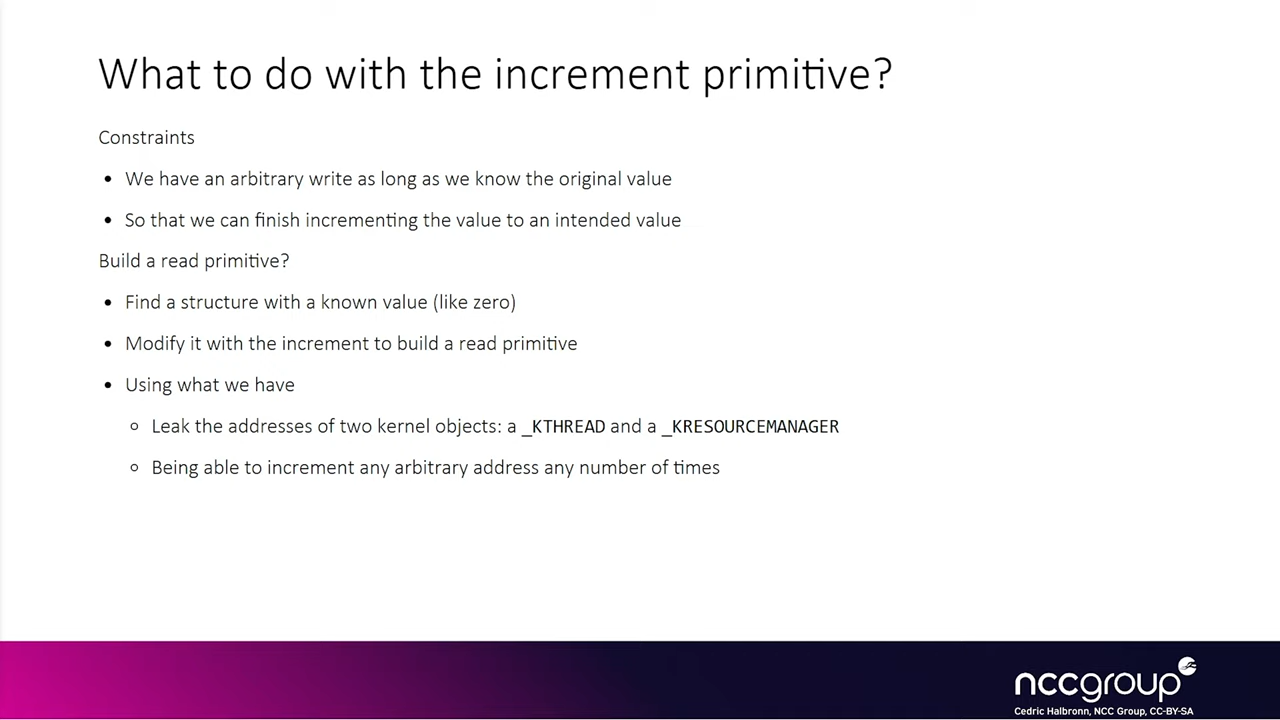 What to do with the increment primitive?
Constraints
• We have an arbitrary write as long as we know the original value
• So that we can finish incrementing the value to an intended value
Build a read primitive?
• Find a structure with a known value (like zero)
• Modify it with the increment to build a read primitive
• Using what we have
○ Leak the addresses of two kernel objects: a _KTHREAD and a _KRESOURCEMANAGER
○ Being able to increment any arbitrary address any number of times
nccgroup
Cedric Halbronn, NCC Group, CC-BY-SA